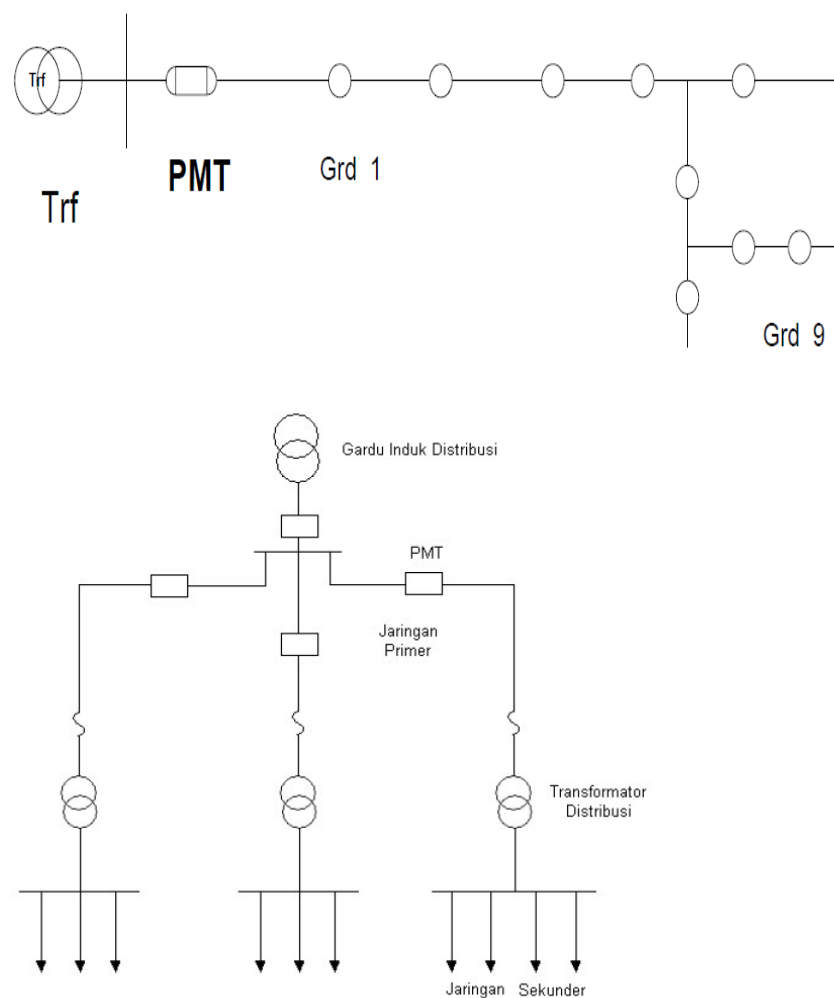 Trf
Trf
PMT
Grd 1
Grd 9
Gardu Induk Distribusi
PMT
Jaringan
Primer
Transformator
Distribusi
Jaringan Sekunder